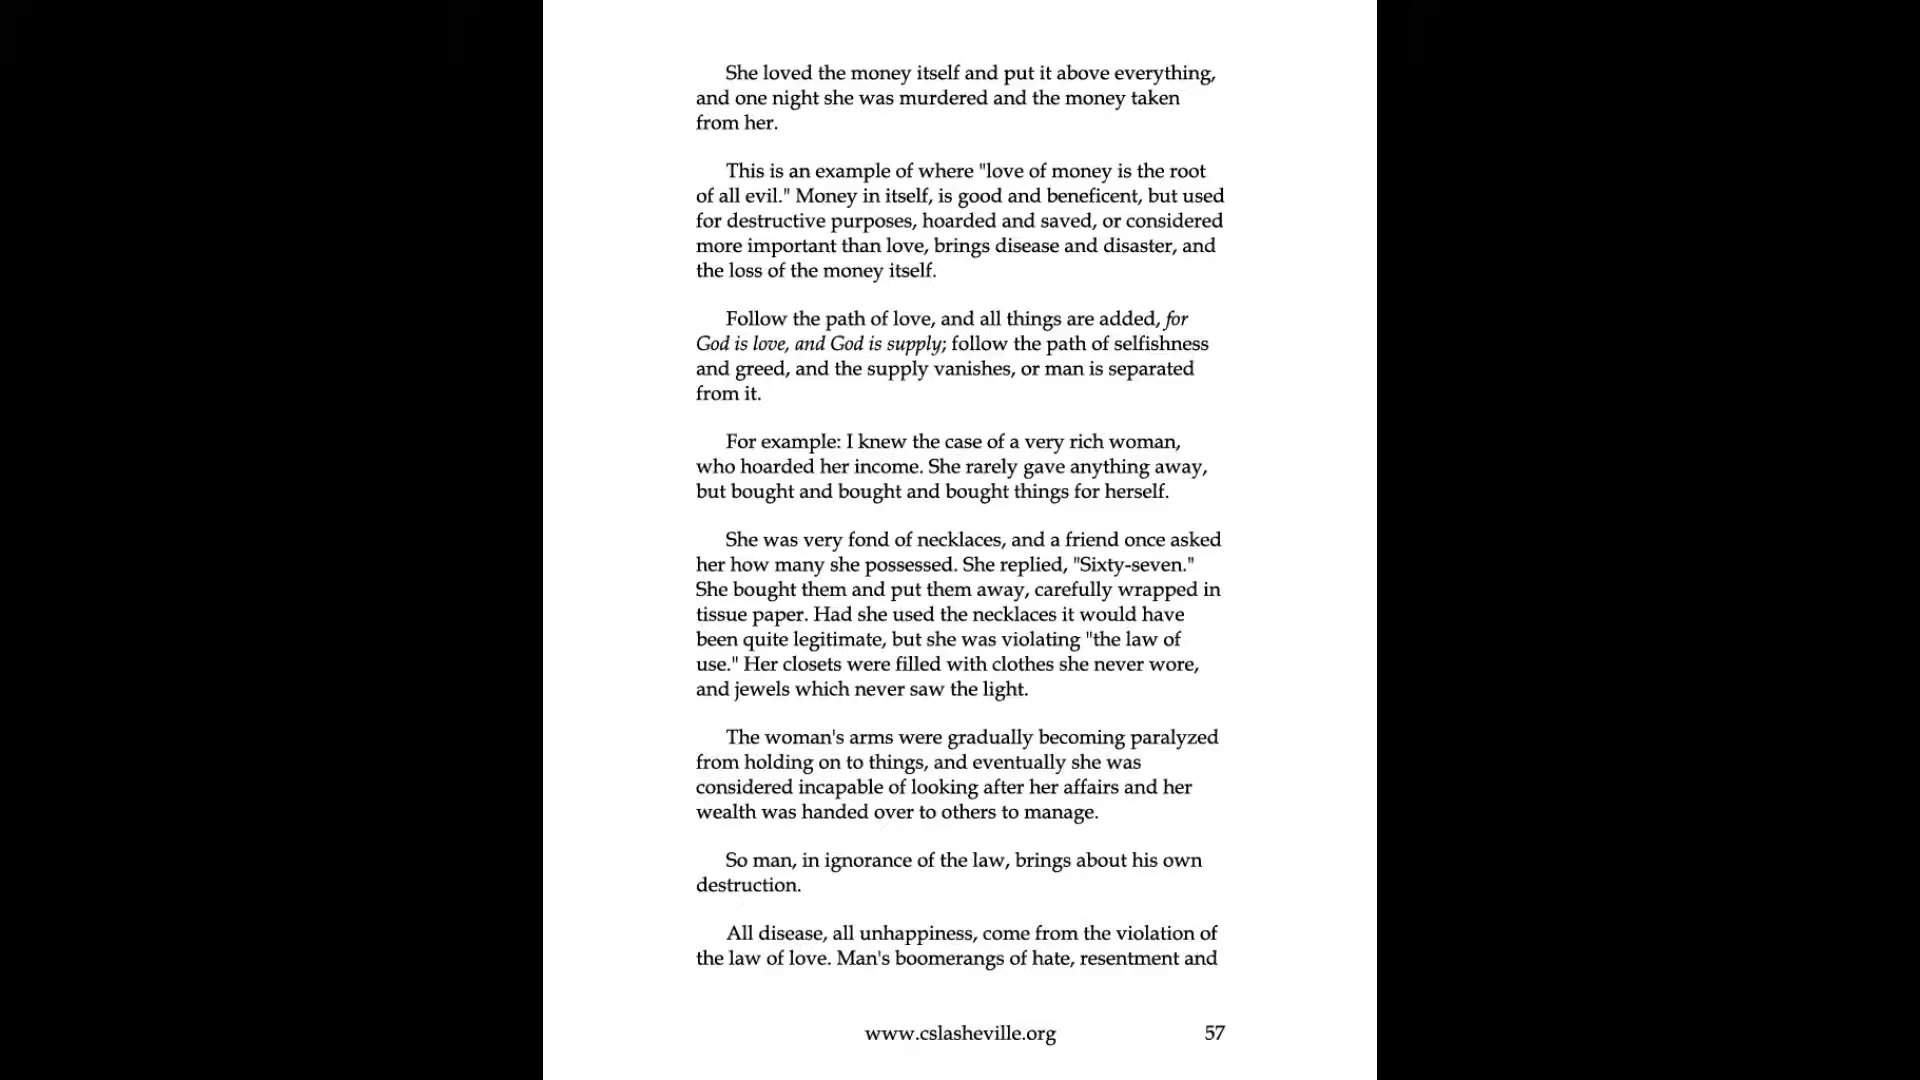 She loved the money itself and put it above everything,
and one night she was murdered and the money taken
from her.
This is an example of where "love of money is the root
of all evil." Money in itself, is good and beneficent, but used
for destructive purposes, hoarded and saved, or considered
more important than love, brings disease and disaster, and
the loss of the money itself.
Follow the path of love, and all things are added, for
God is love, and God is supply; follow the path of selfishness
and greed, and the supply vanishes, or man is separated
from it.
For example: I knew the case of a very rich woman,
who hoarded her income. She rarely gave anything away,
but bought and bought and bought things for herself.
She was very fond of necklaces, and a friend once asked
her how many she possessed. She replied, "Sixty-seven."
She bought them and put them away, carefully wrapped in
tissue paper. Had she used the necklaces it would have
been quite legitimate, but she was violating "the law of
use." Her closets were filled with clothes she never wore,
and jewels which never saw the light.
The woman's arms were gradually becoming paralyzed
from holding on to things, and eventually she was
considered incapable of looking after her affairs and her
wealth was handed over to others to manage.
So man, in ignorance of the law, brings about his own
destruction.
All disease, all unhappiness, come from the violation of
the law of love. Man's boomerangs of hate, resentment and
www.cslasheville.org 57